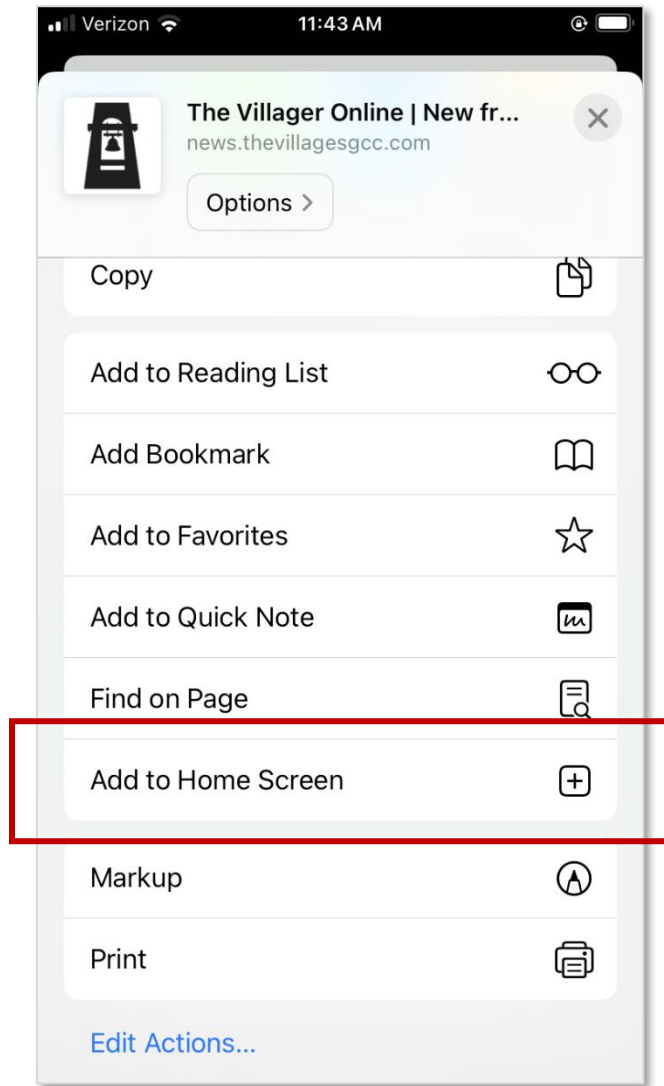 Verizon 11:43 AM
The Villager Online | New fr...
news.thevillagesgcc.com
Options
Copy
Add to Reading List
Add Bookmark
Add to Favorites
Add to Quick Note
Find on Page
Add to Home Screen
Markup
Print
Edit Actions...